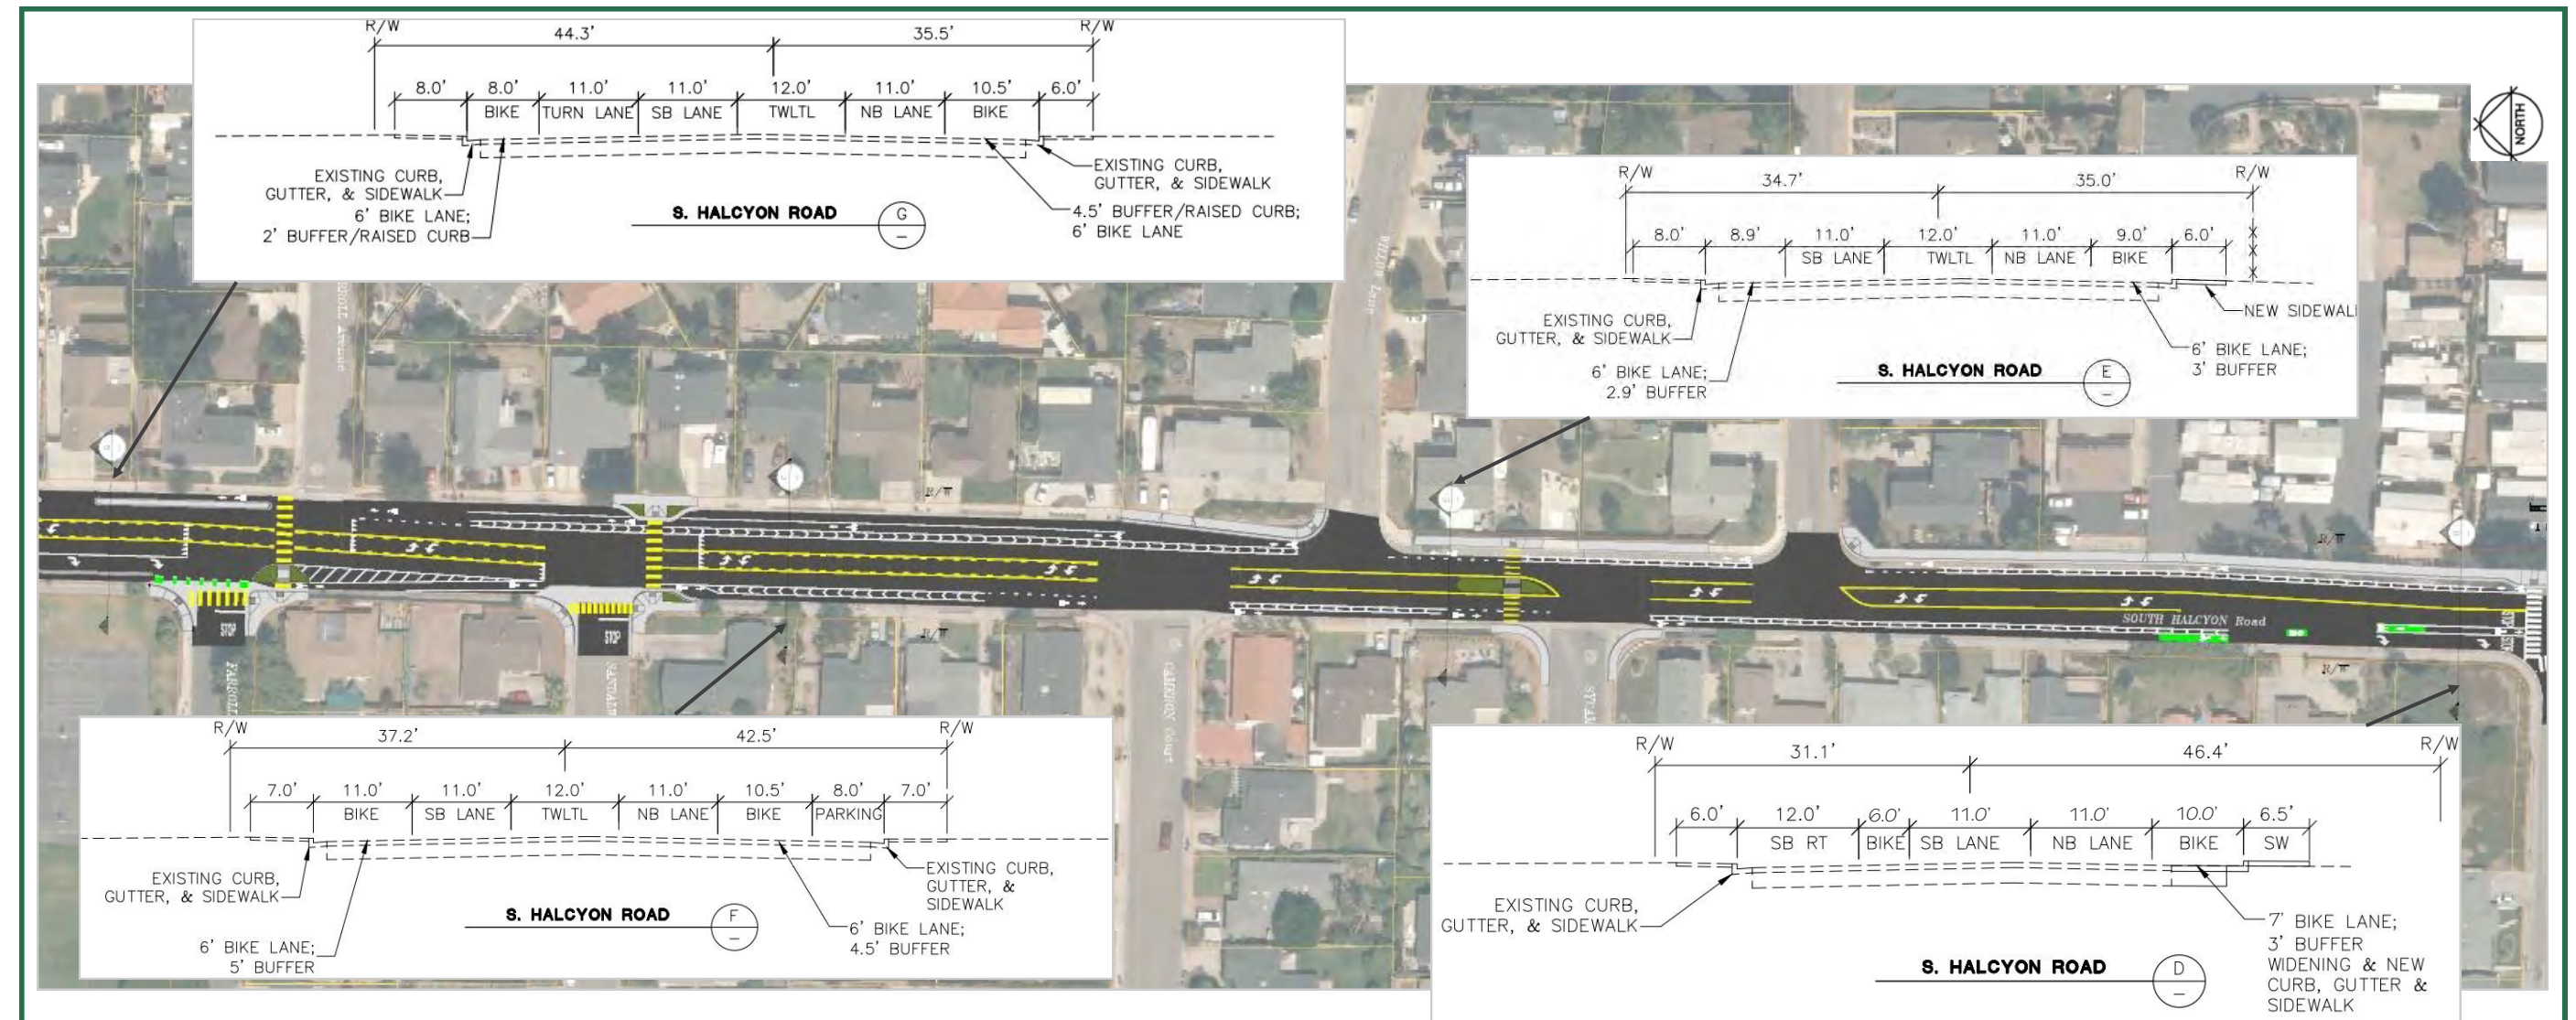 R/W R/W
44.3' 35.5'
8.0' 8.0' 11.0' 11.0' 12.0' 11.0' 10.5' 6.0'
BIKE TURN LANE SB LANE TWLTL NB LANE BIKE
EXISTING CURB,
GUTTER, & SIDEWALK
6' BIKE LANE;
2' BUFFER/RAISED CURB
EXISTING CURB,
GUTTER, & SIDEWALK
4.5' BUFFER/RAISED CURB;
6' BIKE LANE
S. HALCYON ROAD G
NORTH
R/W R/W
34.7' 35.0'
8.0' 8.9' 11.0' 12.0' 11.0' 9.0' 6.0'
SB LANE TWLTL NB LANE BIKE
EXISTING CURB,
GUTTER, & SIDEWALK
6' BIKE LANE;
2.9' BUFFER
NEW SIDEWAL
6' BIKE LANE;
3' BUFFER
S. HALCYON ROAD E
Lane
Avenue
R/W
R/W
R/W
R/W
STOP
STOP
SOUTH HALCYON Road
Court
R/W R/W
37.2' 42.5'
7.0' 11.0' 11.0' 12.0' 11.0' 10.5' 8.0' 7.0'
BIKE SB LANE TWLTL NB LANE BIKE PARKING
EXISTING CURB,
GUTTER, & SIDEWALK
6' BIKE LANE;
5' BUFFER
EXISTING CURB,
GUTTER, &
SIDEWALK
6' BIKE LANE;
4.5' BUFFER
S. HALCYON ROAD F
R/W R/W
31.1' 46.4'
6.0' 12.0' 6.0' 11.0' 11.0' 10.0' 6.5'
SB RT BIKE SB LANE NB LANE BIKE SW
EXISTING CURB,
GUTTER, & SIDEWALK
7' BIKE LANE;
3' BUFFER
WIDENING & NEW
CURB, GUTTER &
SIDEWALK
S. HALCYON ROAD D